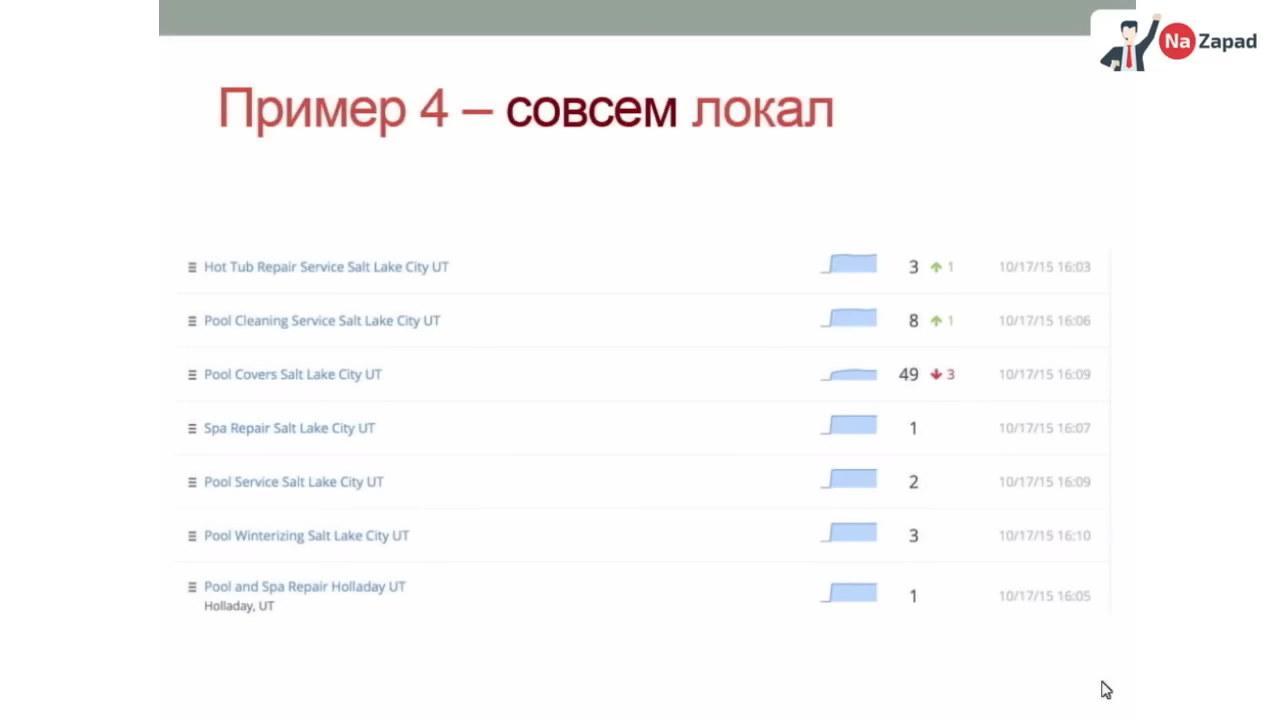 Na Zapad
Пример 4 – совсем локал
Hot Tub Repair Service Salt Lake City UT 3 1 10/17/15 16:03
Pool Cleaning Service Salt Lake City UT 8 1 10/17/15 16:06
Pool Covers Salt Lake City UT 49 3 10/17/15 16:09
Spa Repair Salt Lake City UT 1 10/17/15 16:07
Pool Service Salt Lake City UT 2 10/17/15 16:09
Pool Winterizing Salt Lake City UT 3 10/17/15 16:10
Pool and Spa Repair Holladay UT 1 10/17/15 16:05
Holladay, UT